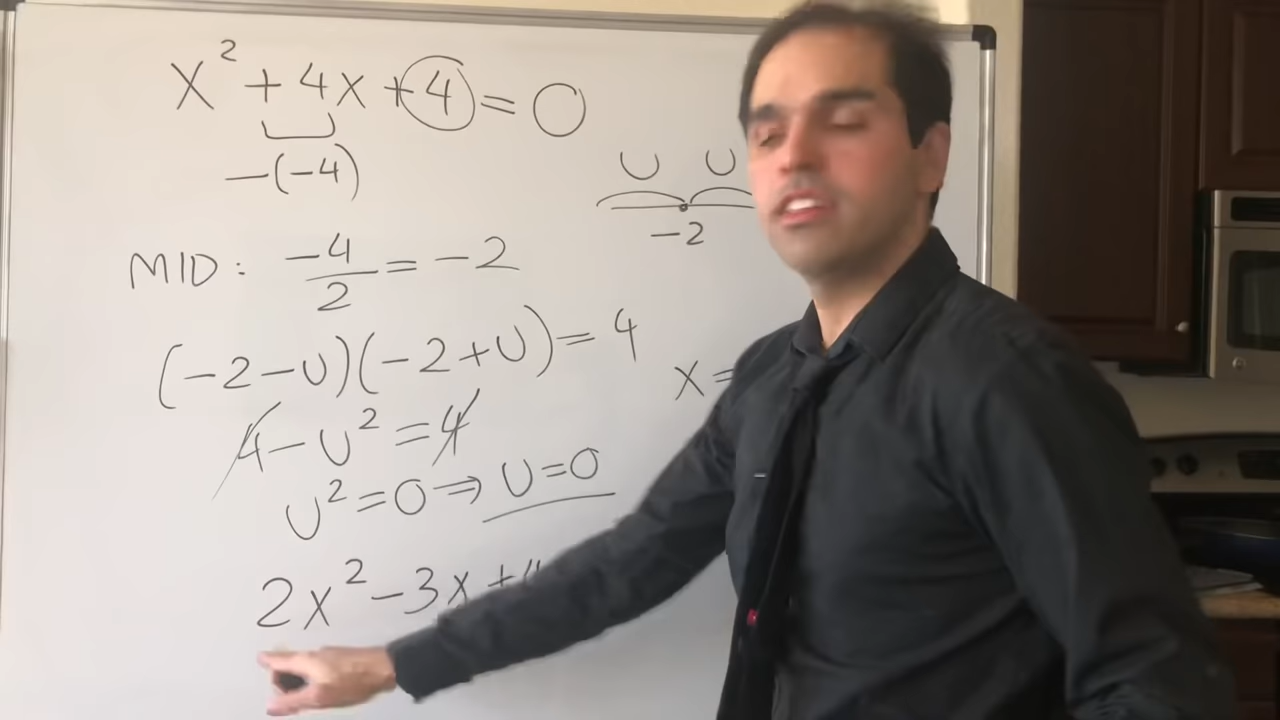 x² + 4x + 4 = 0
-(-4)
U U
-2
MID: -4/2 = -2
(-2-U)(-2+U) = 4
x =
4 - U² = 4
U² = 0 ⇒ U = 0
2x² - 3x +